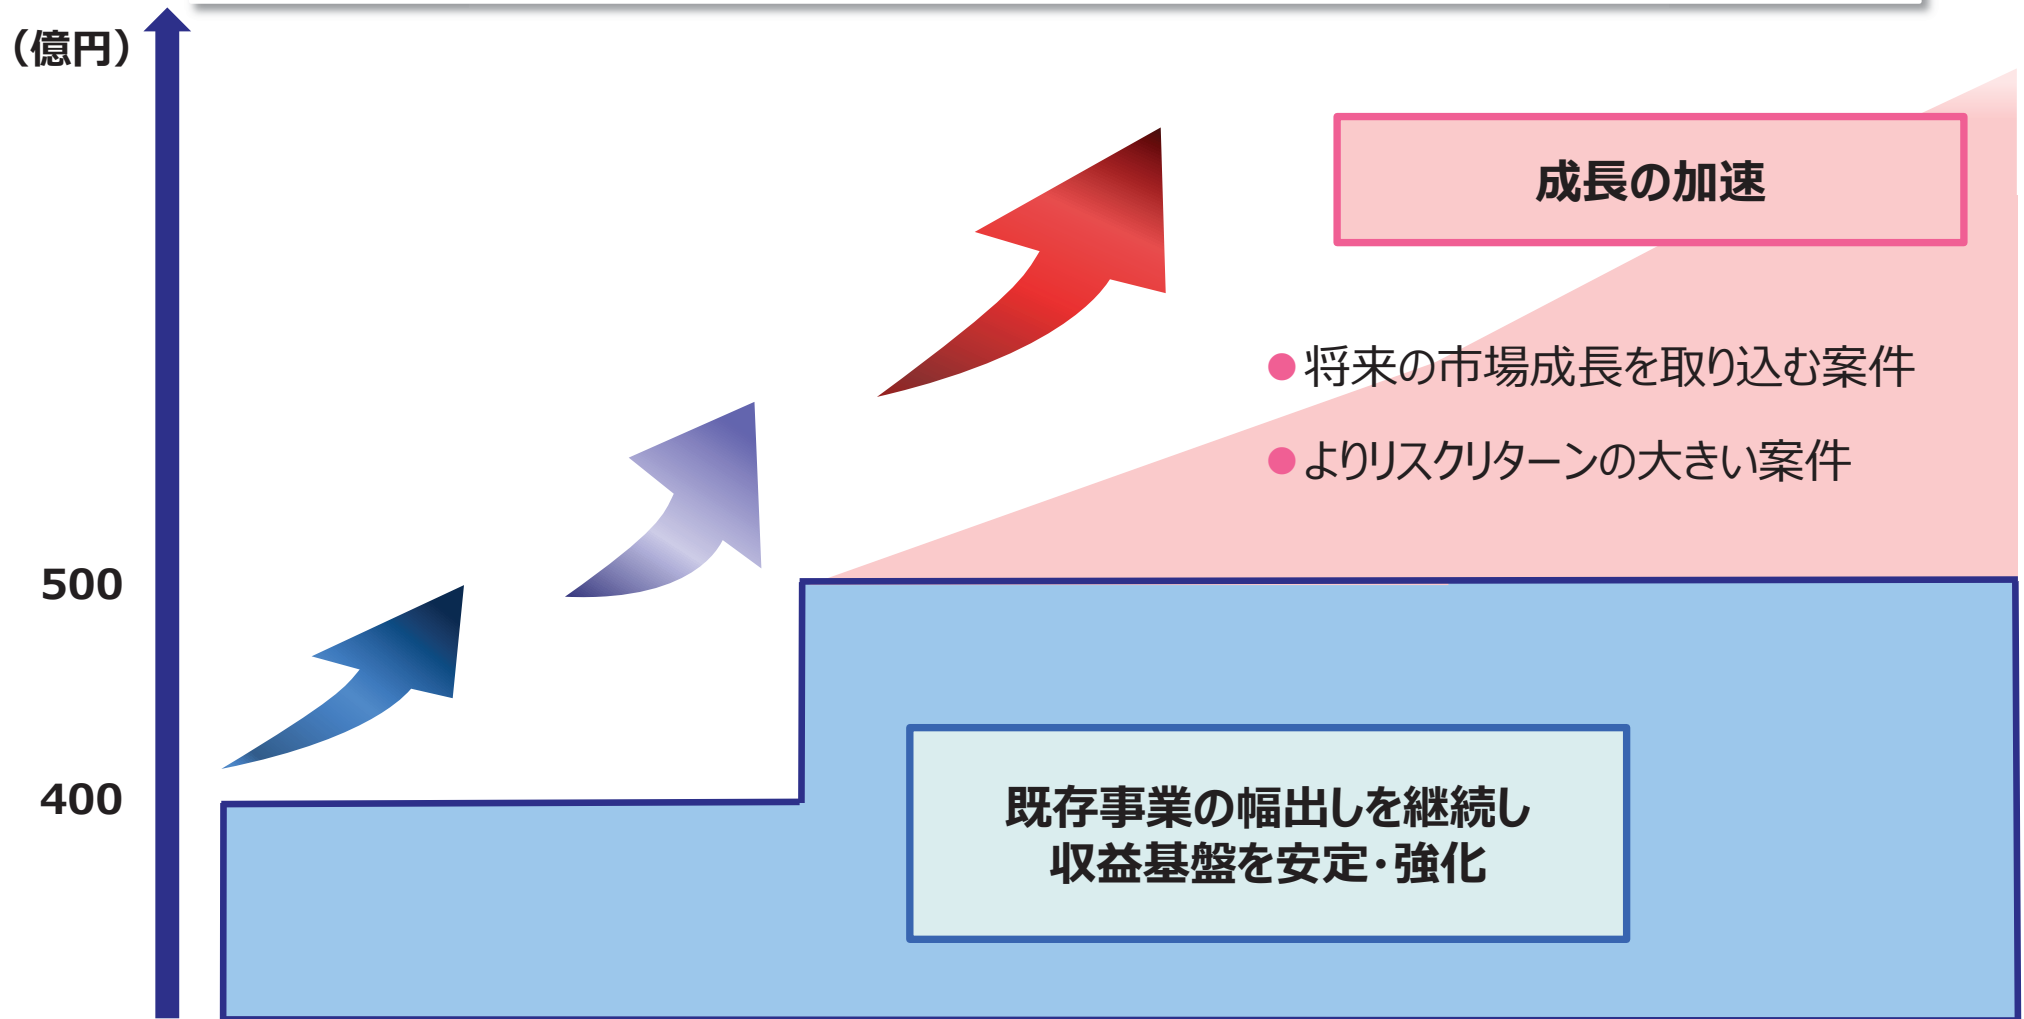 （億円）
成長の加速
●将来の市場成長を取り込む案件
●よりリスクリターンの大きい案件
500
400
既存事業の幅出しを継続し
収益基盤を安定・強化